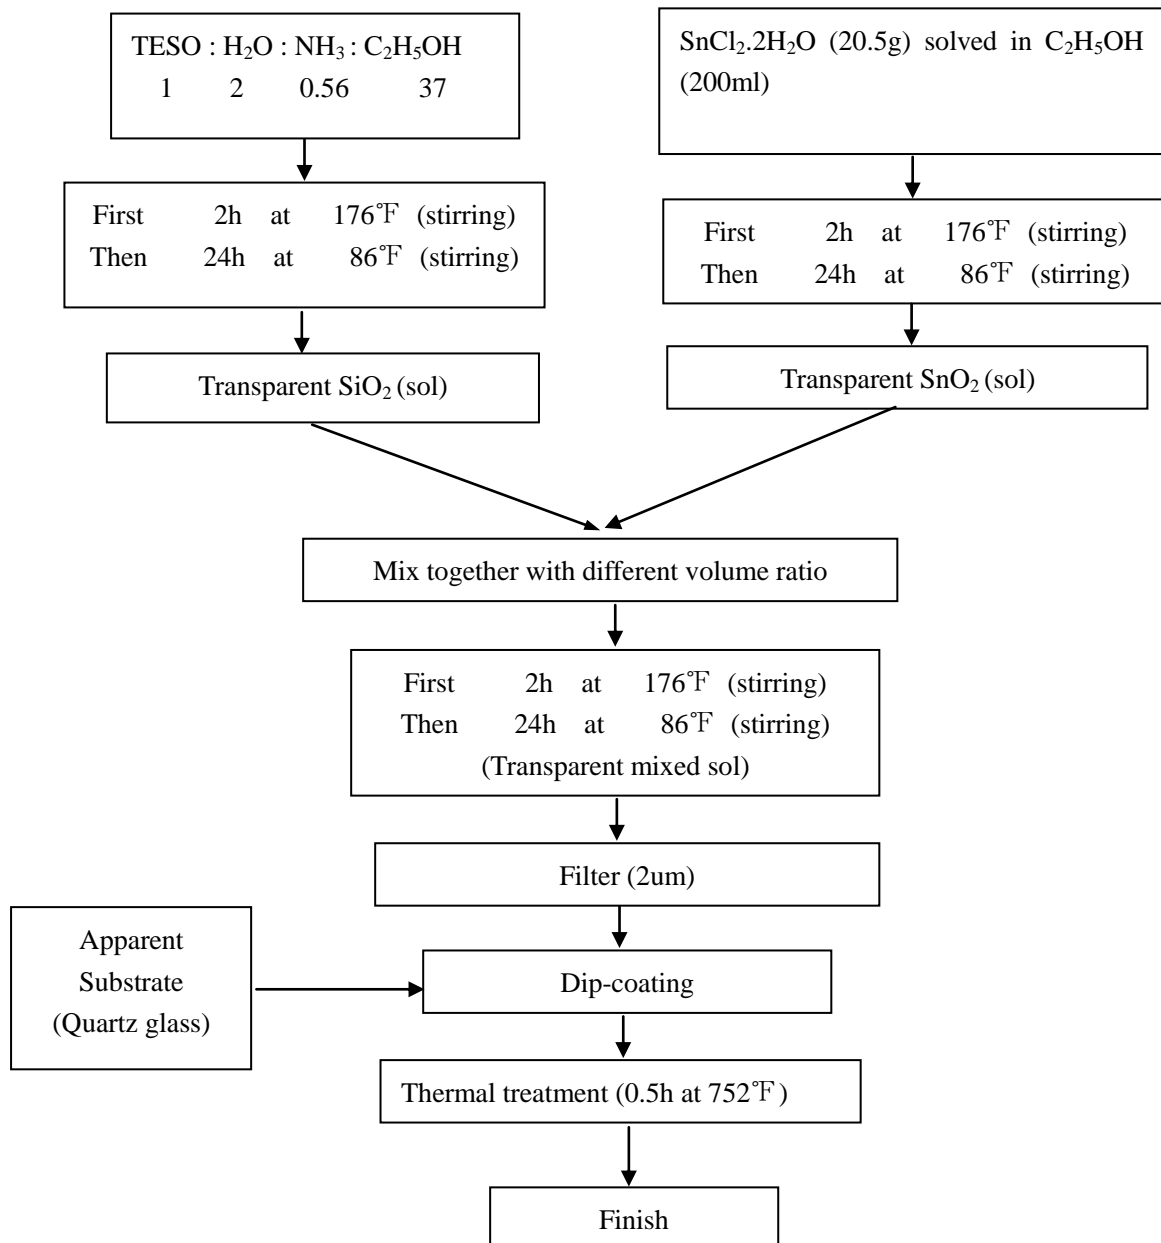 TESO : H₂O : NH₃ : C₂H₅OH
1 2 0.56 37
SnCl₂.2H₂O (20.5g) solved in C₂H₅OH
(200ml)
First 2h at 176℉ (stirring)
Then 24h at 86℉ (stirring)
First 2h at 176℉ (stirring)
Then 24h at 86℉ (stirring)
Transparent SiO₂ (sol)
Transparent SnO₂ (sol)
Mix together with different volume ratio
First 2h at 176℉ (stirring)
Then 24h at 86℉ (stirring)
(Transparent mixed sol)
Filter (2um)
Apparent
Substrate
(Quartz glass)
Dip-coating
Thermal treatment (0.5h at 752℉)
Finish